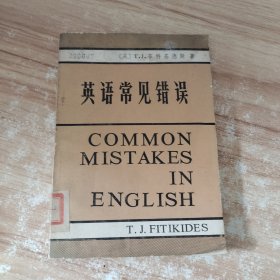 英语常见错误
COMMON
MISTAKES
IN
ENGLISH
T. J. FITIKIDES